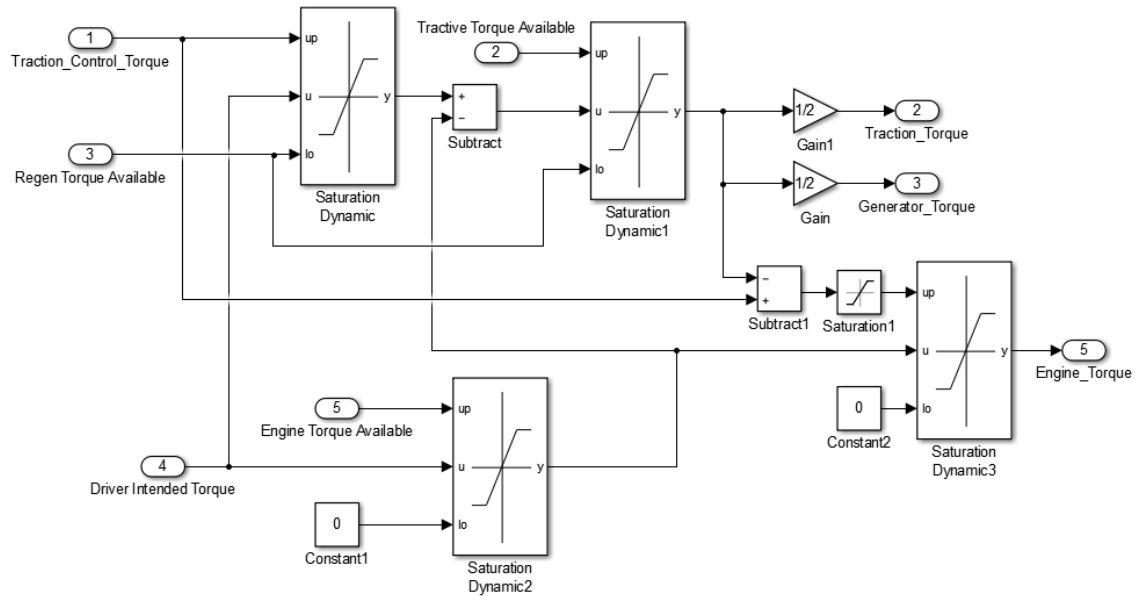 1
Traction_Control_Torque
3
Regen Torque Available
up
u
lo
y
Saturation
Dynamic
Tractive Torque Available
2
+
−
Subtract
up
u
lo
y
Saturation
Dynamic1
1/2
Gain1
2
Traction_Torque
1/2
Gain
3
Generator_Torque
−
+
Subtract1
Saturation1
up
u
lo
y
Saturation
Dynamic3
5
Engine_Torque
0
Constant2
5
Engine Torque Available
4
Driver Intended Torque
0
Constant1
up
u
lo
y
Saturation
Dynamic2